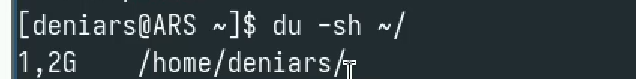 [deniars@ARS ~]$ du -sh ~/
1,2G    /home/deniars/